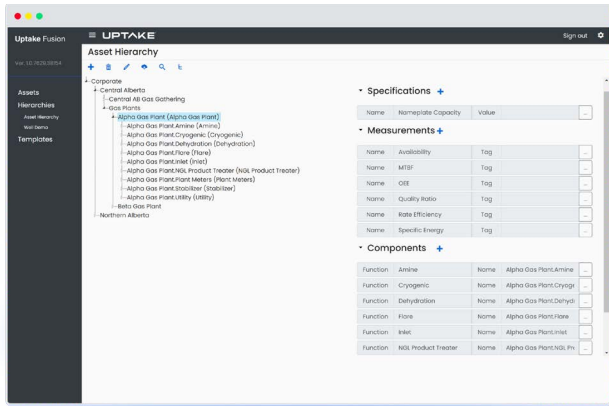 Uptake Fusion
UPTAKE
Sign out
Asset Hierarchy
Assets
Hierarchies
Asset Hierarchy
Well Demo
Templates
Corporate
Central Alberta
Central AB Gas Gathering
Gas Plants
Alpha Gas Plant (Alpha Gas Plant)
Alpha Gas Plant.Amine (Amine)
Alpha Gas Plant.Cryogenic (Cryogenic)
Alpha Gas Plant.Dehydration (Dehydration)
Alpha Gas Plant.Flare (Flare)
Alpha Gas Plant.Inlet (Inlet)
Alpha Gas Plant.NGL Product Treater (NGL Product Treater)
Alpha Gas Plant.Plant Meters (Plant Meters)
Alpha Gas Plant.Stabilizer (Stabilizer)
Alpha Gas Plant.Utility (Utility)
Beta Gas Plant
Northern Alberta
Specifications +
Name Nameplate Capacity Value ...
Measurements +
Name Availability Tag ...
Name MTBF Tag ...
Name OEE Tag ...
Name Quality Ratio Tag ...
Name Rate Efficiency Tag ...
Name Specific Energy Tag ...
Components +
Function Amine Name Alpha Gas Plant.Amine ...
Function Cryogenic Name Alpha Gas Plant.Cryoge ...
Function Dehydration Name Alpha Gas Plant.Dehydr ...
Function Flare Name Alpha Gas Plant.Flare ...
Function Inlet Name Alpha Gas Plant.Inlet ...
Function NGL Product Treater Name Alpha Gas Plant.NGL Pr ...